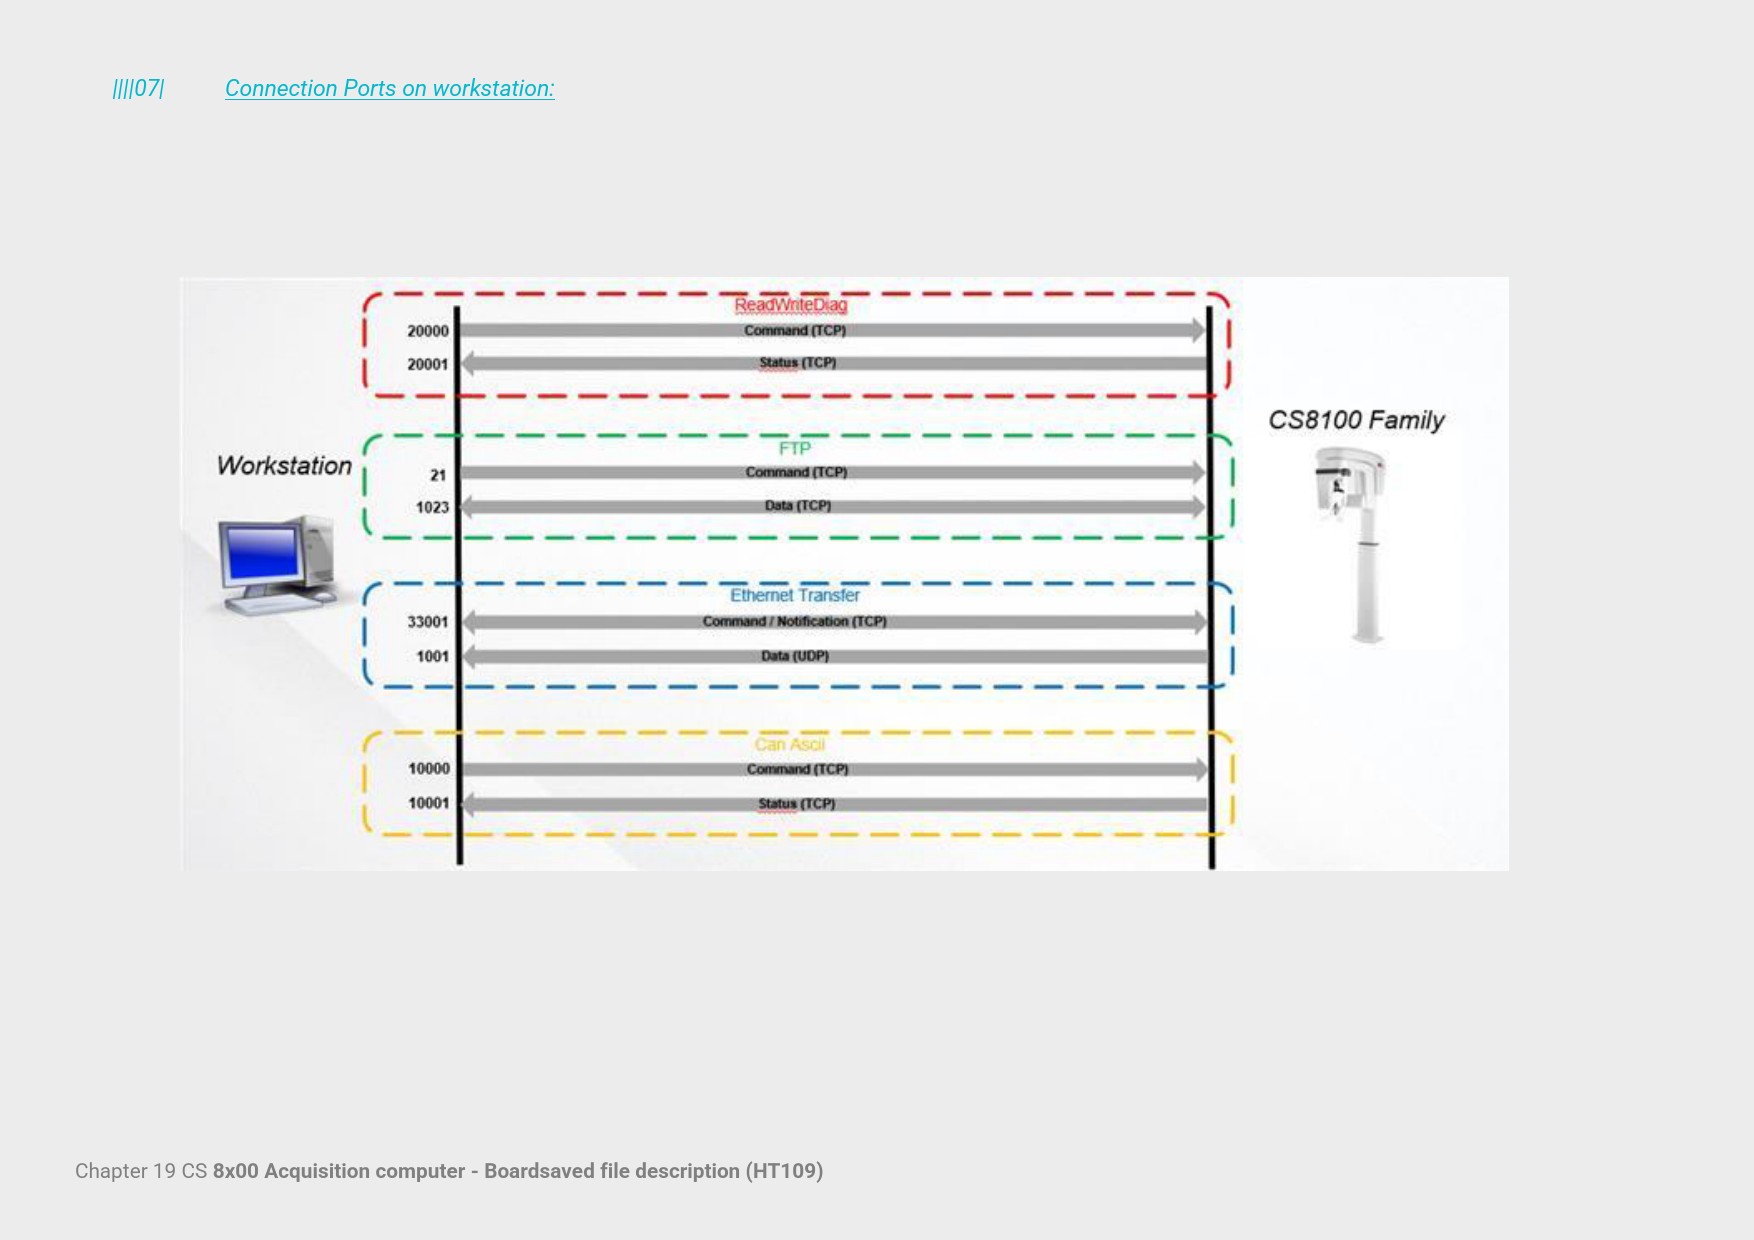 ||||07| Connection Ports on workstation:
ReadWriteDiag
20000 Command (TCP)
20001 Status (TCP)
CS8100 Family
Workstation
FTP
21 Command (TCP)
1023 Data (TCP)
Ethernet Transfer
33001 Command / Notification (TCP)
1001 Data (UDP)
Can Ascii
10000 Command (TCP)
10001 Status (TCP)
Chapter 19 CS 8x00 Acquisition computer - Boardsaved file description (HT109)